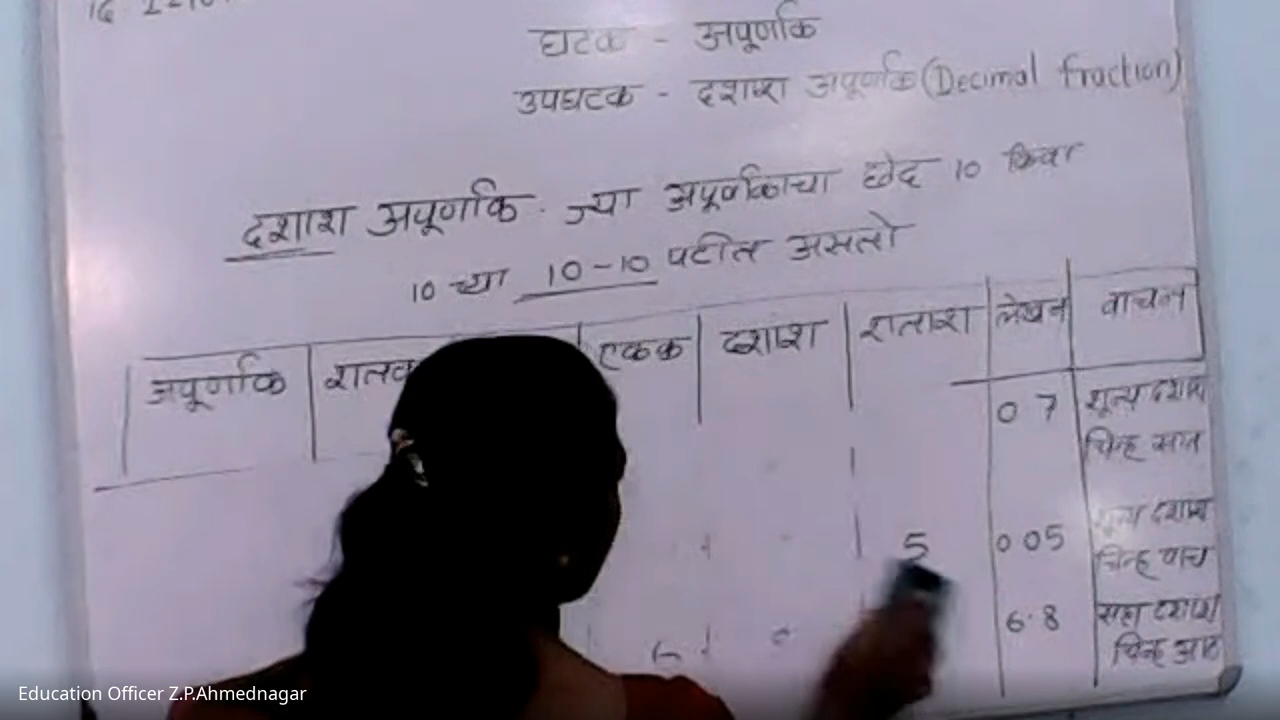 घटक - अपूर्णांक
उपघटक - दशांश अपूर्णांक (Decimal fraction)
दशांश अपूर्णांक - ज्या अपूर्णांकाचा छेद 10 किंवा
10 च्या 10-10 पटीत असतो
अपूर्णांक एकक दशांश शतांश लेखन वाचन
0 7 शून्य दशांश
चिन्ह सात
5 0 05 शून्य दशांश
चिन्ह पाच
6.8 सहा दशांश
चिन्ह आठ
Education Officer Z.P.Ahmednagar